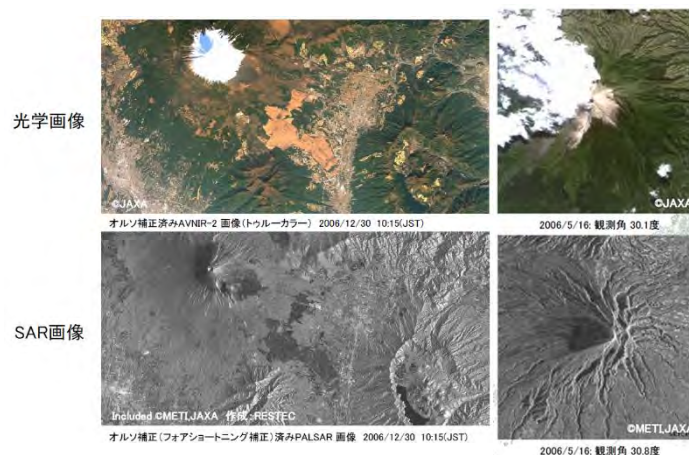 光学画像
©JAXA
オルソ補正済みAVNIR-2 画像(トゥルーカラー) 2006/12/30 10:15(JST)
©JAXA
2006/5/16: 観測角 30.1度
SAR画像
Included ©METI,JAXA 作成:RESTEC
オルソ補正(フォアショートニング補正)済みPALSAR 画像 2006/12/30 10:15(JST)
©METI,JAXA
2006/5/16: 観測角 30.8度